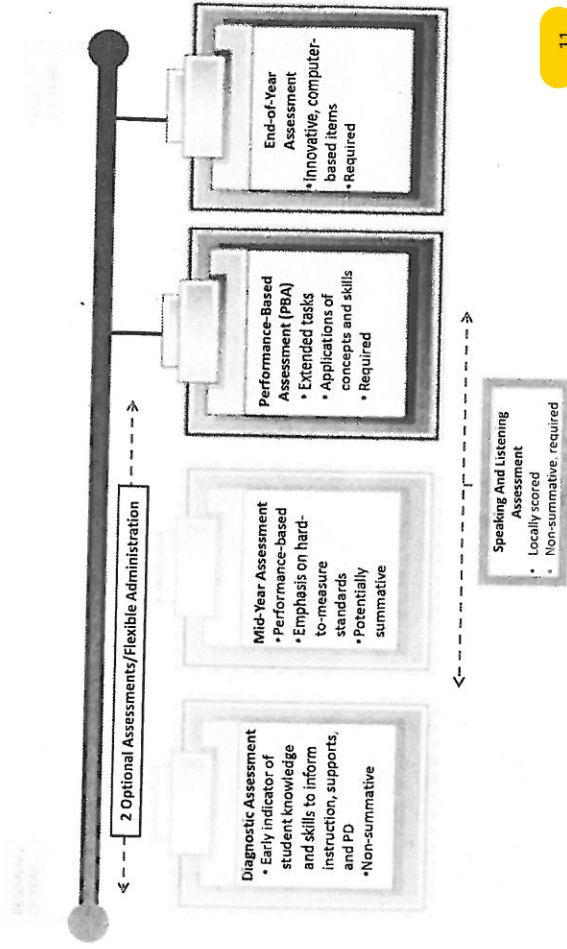 2 Optional Assessments/Flexible Administration
Diagnostic Assessment
• Early indicator of
student knowledge
and skills to inform
instruction, supports,
and PD
•Non-summative
Mid-Year Assessment
•Performance-based
•Emphasis on hard-
to-measure
standards
•Potentially
summative
Performance-Based
Assessment (PBA)
• Extended tasks
• Applications of
concepts and skills
• Required
End-of-Year
Assessment
•Innovative, computer-
based items
•Required
Speaking And Listening
Assessment
• Locally scored
• Non-summative, required
11